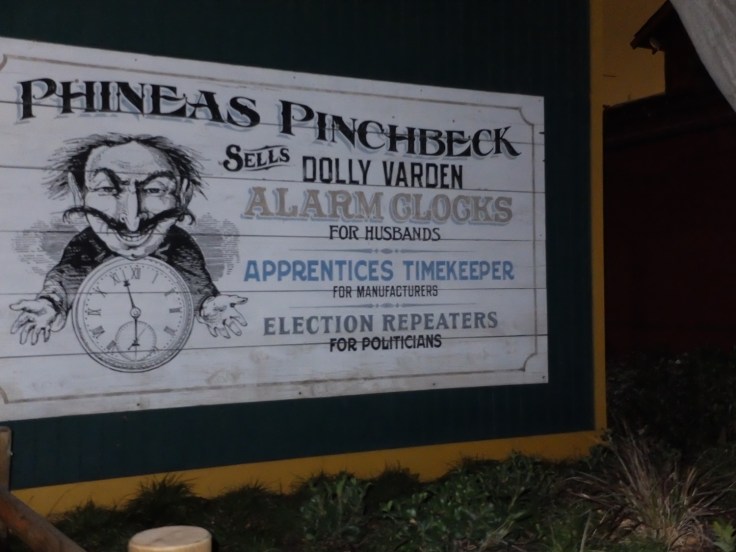 PHINEAS PINCHBECK
SELLS DOLLY VARDEN
ALARM CLOCKS
FOR HUSBANDS
APPRENTICES TIMEKEEPER
FOR MANUFACTURERS
ELECTION REPEATERS
FOR POLITICIANS